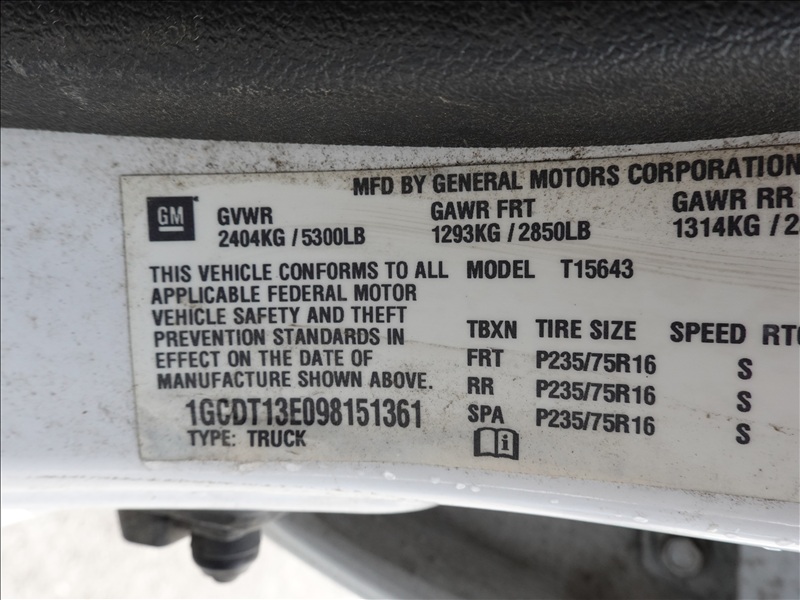 MFD BY GENERAL MOTORS CORPORATION
GM
GVWR GAWR FRT GAWR RR
2404KG / 5300LB 1293KG / 2850LB 1314KG /
THIS VEHICLE CONFORMS TO ALL MODEL T15643
APPLICABLE FEDERAL MOTOR
VEHICLE SAFETY AND THEFT
PREVENTION STANDARDS IN
EFFECT ON THE DATE OF
MANUFACTURE SHOWN ABOVE.
1GCDT13E098151361
TYPE: TRUCK
TBXN TIRE SIZE SPEED
FRT P235/75R16 S
RR P235/75R16 S
SPA P235/75R16 S